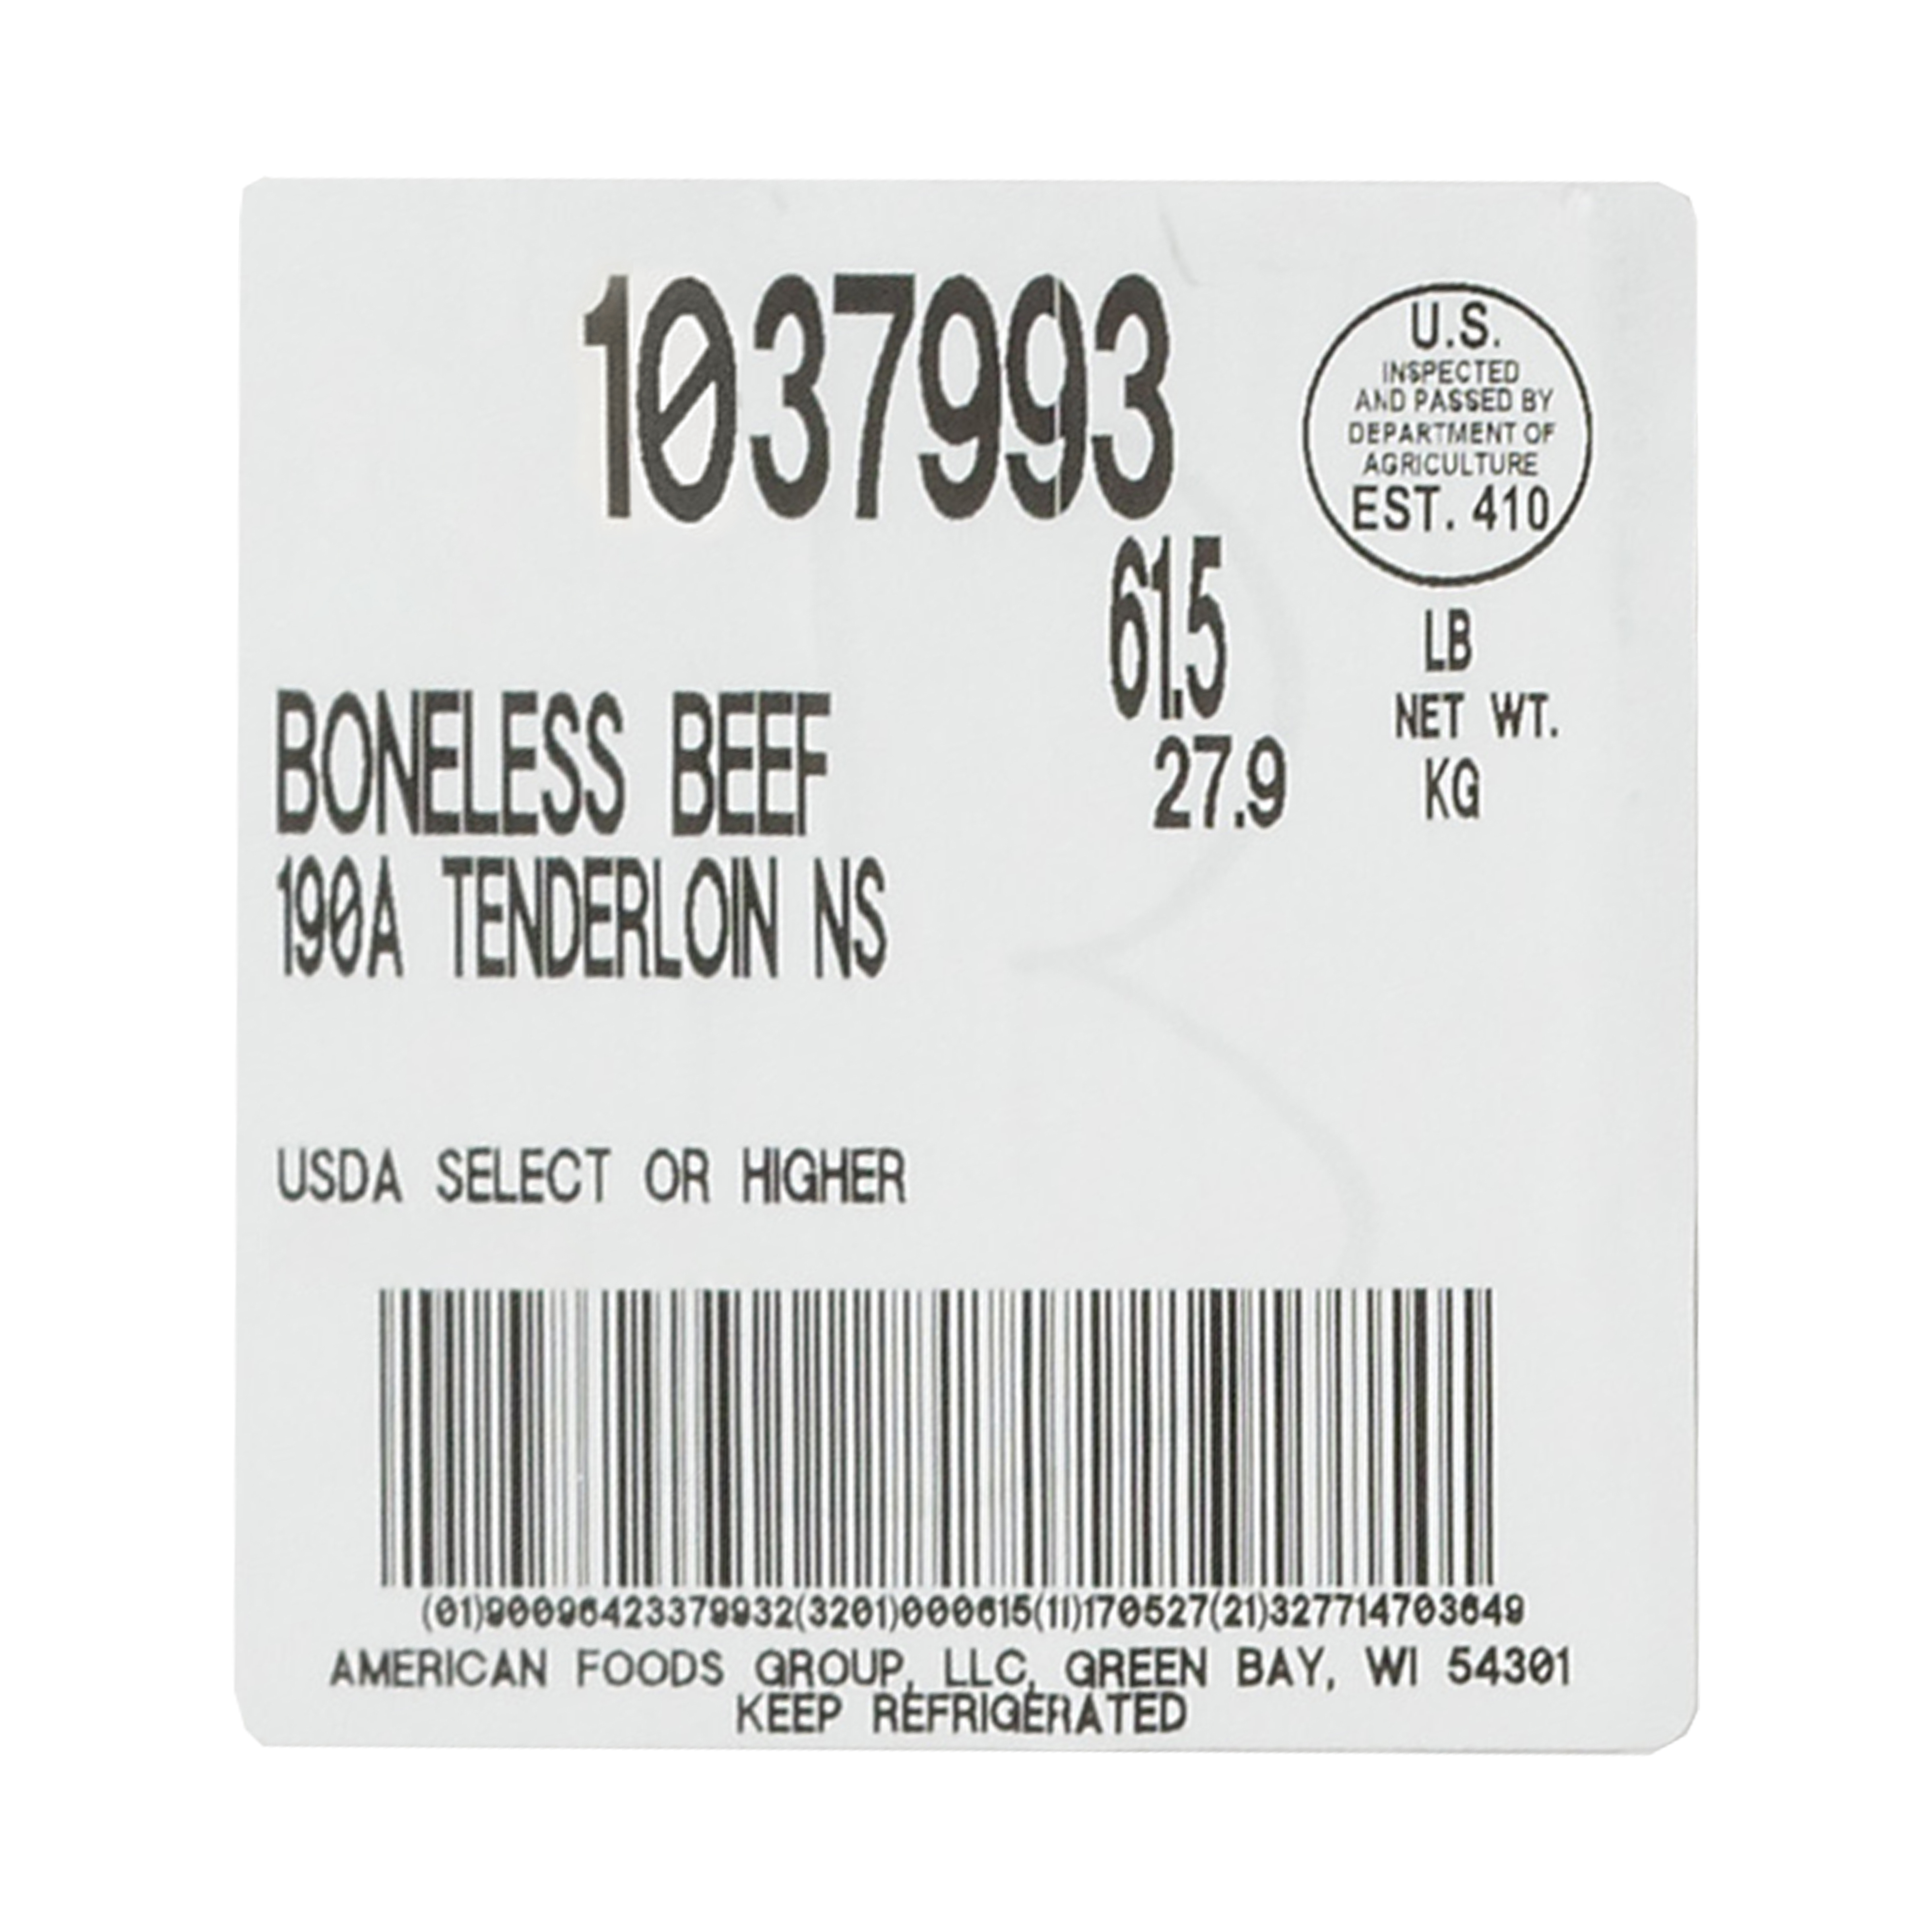 1037993
U.S.
INSPECTED
AND PASSED BY
DEPARTMENT OF
AGRICULTURE
EST. 410
61.5
LB
NET WT.
27.9
KG
BONELESS BEEF
190A TENDERLOIN NS
USDA SELECT OR HIGHER
(01)90096423379932(3201)000615(11)170527(21)327714703649
AMERICAN FOODS GROUP, LLC, GREEN BAY, WI 54301
KEEP REFRIGERATED